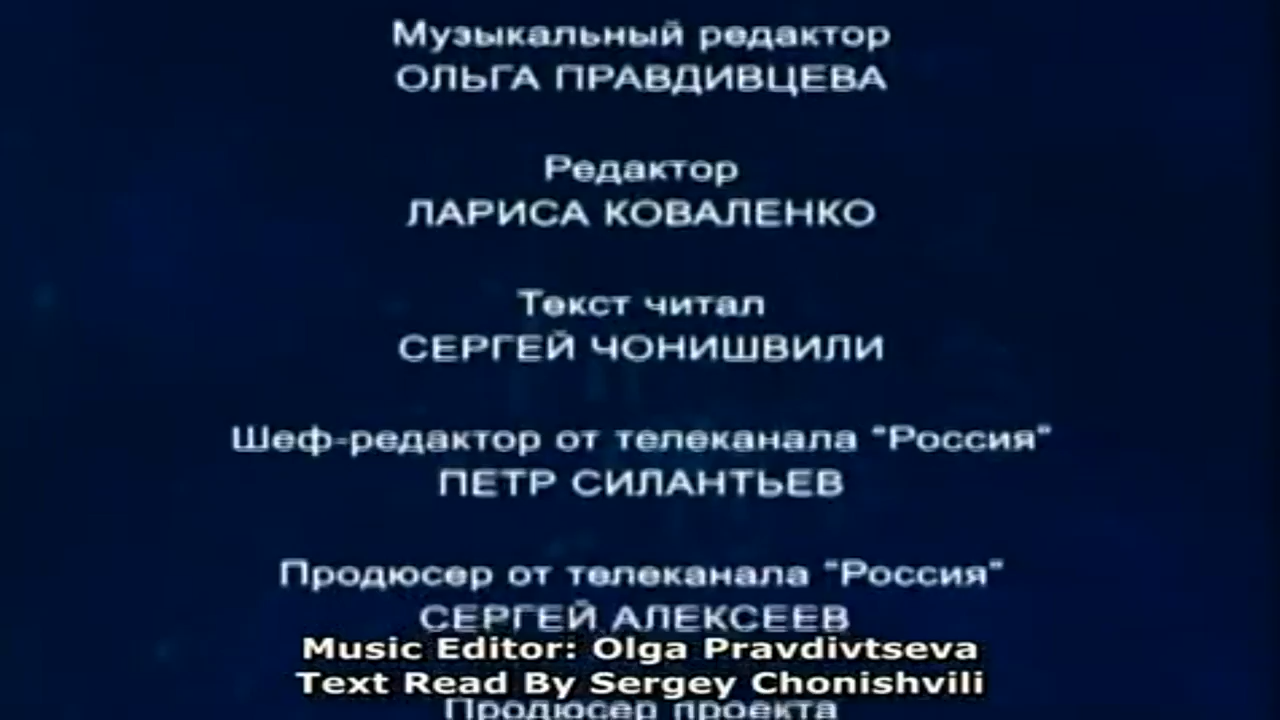 Музыкальный редактор
ОЛЬГА ПРАВДИВЦЕВА
Редактор
ЛАРИСА КОВАЛЕНКО
Текст читал
СЕРГЕЙ ЧОНИШВИЛИ
Шеф-редактор от телеканала "Россия"
ПЕТР СИЛАНТЬЕВ
Продюсер от телеканала "Россия"
СЕРГЕЙ АЛЕКСЕЕВ
Music Editor: Olga Pravdivtseva
Text Read By Sergey Chonishvili
Продюсер проекта